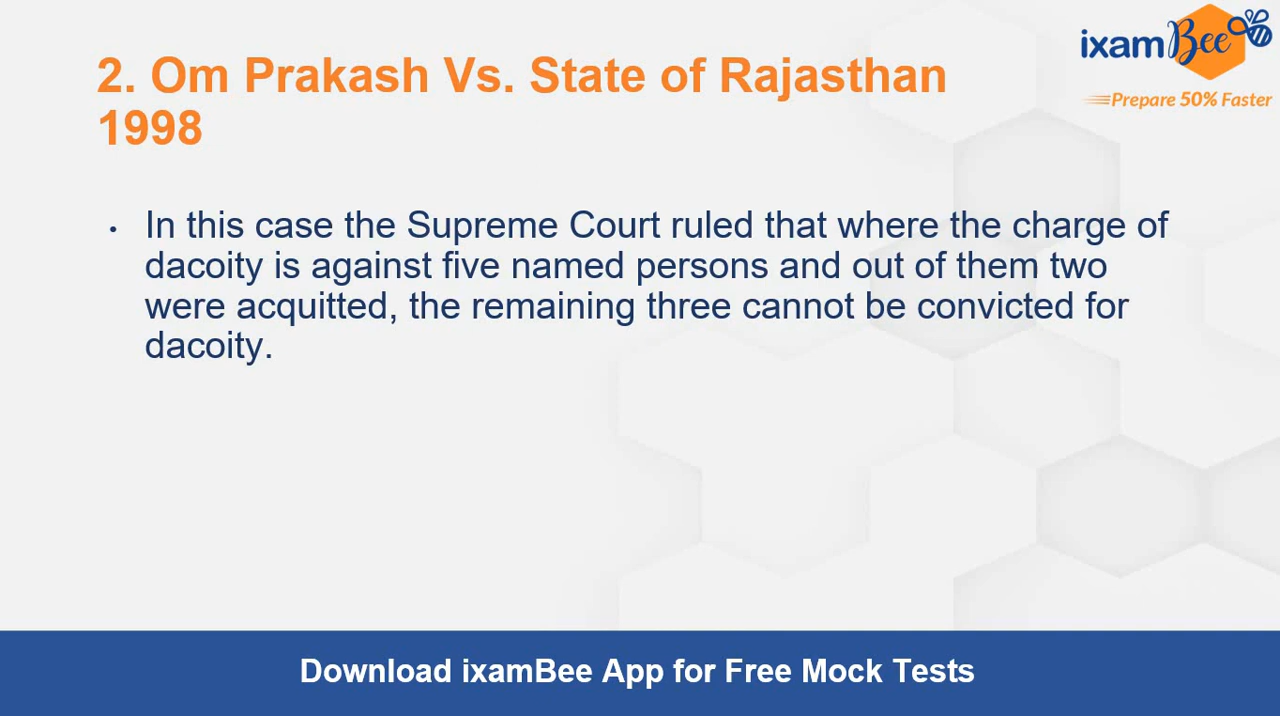 ixamBee
Prepare 50% Faster
2. Om Prakash Vs. State of Rajasthan
1998
• In this case the Supreme Court ruled that where the charge of
dacoity is against five named persons and out of them two
were acquitted, the remaining three cannot be convicted for
dacoity.
Download ixamBee App for Free Mock Tests